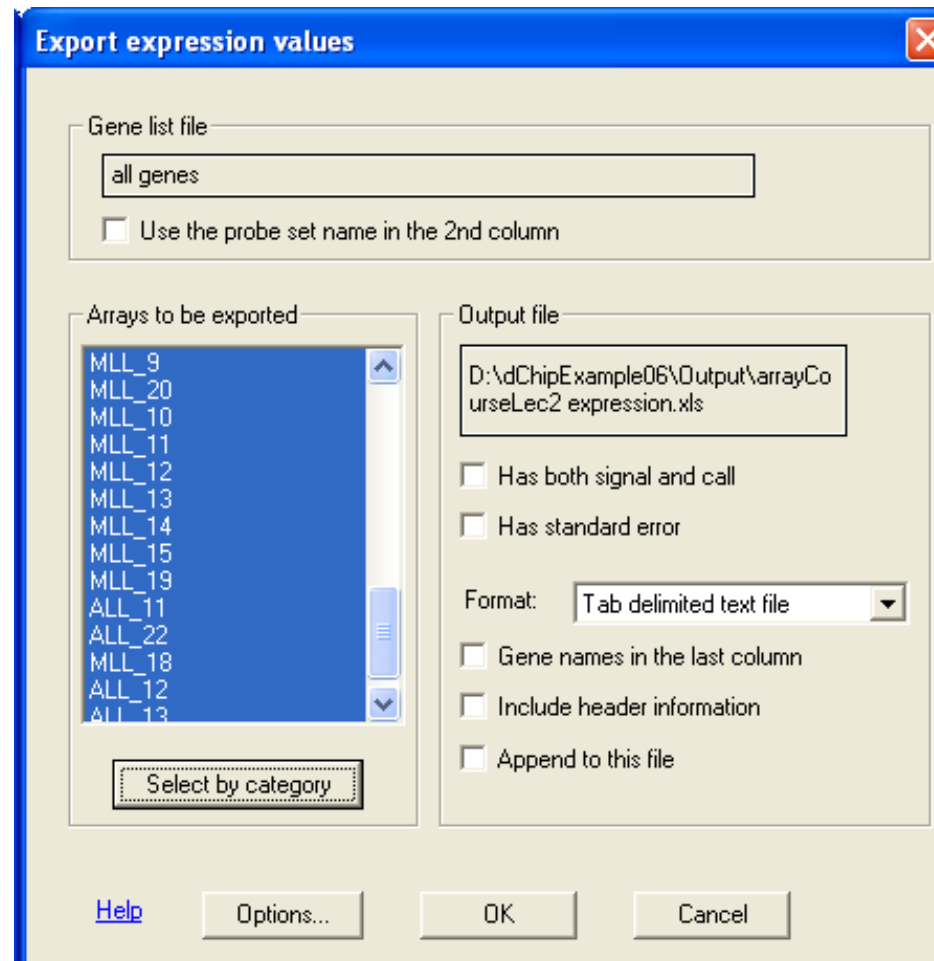 Export expression values
Gene list file
all genes
Use the probe set name in the 2nd column
Arrays to be exported
MLL_9
MLL_20
MLL_10
MLL_11
MLL_12
MLL_13
MLL_14
MLL_15
MLL_19
ALL_11
ALL_22
MLL_18
ALL_12
ALL_13
Select by category
Output file
D:\dChipExample06\Output\arrayCo
urseLec2 expression.xls
Has both signal and call
Has standard error
Format: Tab delimited text file
Gene names in the last column
Include header information
Append to this file
Help Options... OK Cancel